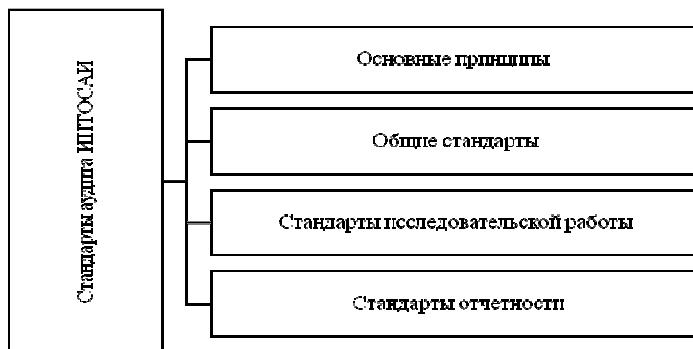 Стандарты аудита ИНТОСАИ
Основные принципы
Общие стандарты
Стандарты исследовательской работы
Стандарты отчетности